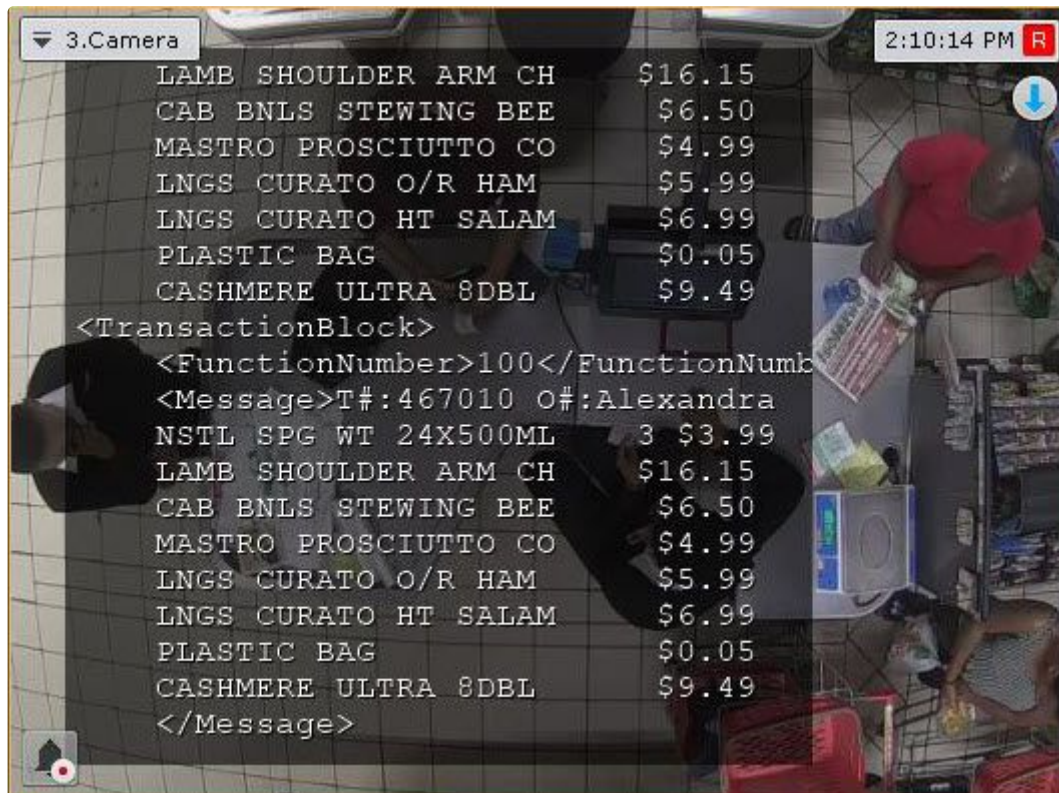 3.Camera
2:10:14 PM R
LAMB SHOULDER ARM CH $16.15
CAB BNLS STEWING BEE $6.50
MASTRO PROSCIUTTO CO $4.99
LNGS CURATO O/R HAM $5.99
LNGS CURATO HT SALAM $6.99
PLASTIC BAG $0.05
CASHMERE ULTRA 8DBL $9.49
<TransactionBlock>
<FunctionNumber>100</FunctionNumb
<Message>T#:467010 O#:Alexandra
NSTL SPG WT 24X500ML 3 $3.99
LAMB SHOULDER ARM CH $16.15
CAB BNLS STEWING BEE $6.50
MASTRO PROSCIUTTO CO $4.99
LNGS CURATO O/R HAM $5.99
LNGS CURATO HT SALAM $6.99
PLASTIC BAG $0.05
CASHMERE ULTRA 8DBL $9.49
</Message>